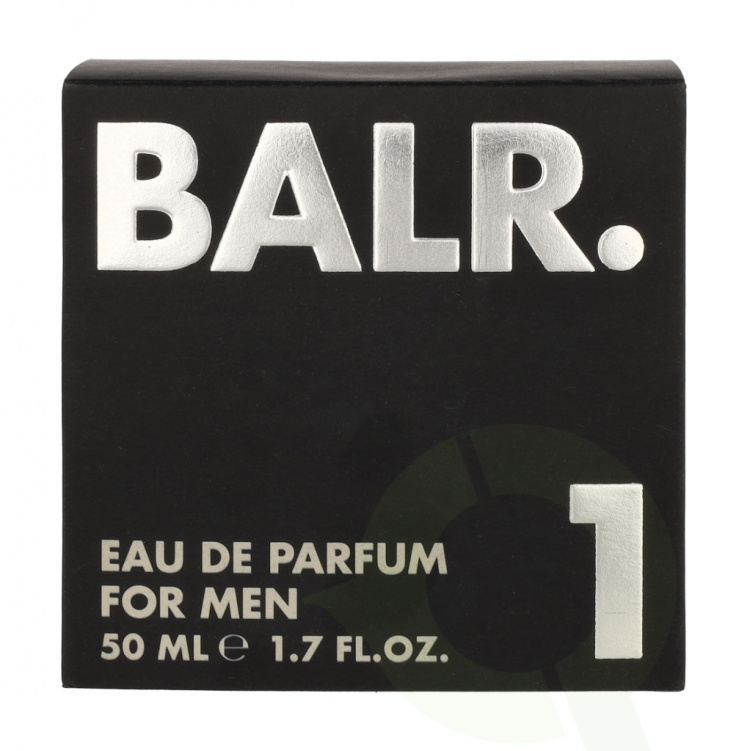 BALR.
EAU DE PARFUM
FOR MEN
50 ML ℮ 1.7 FL.OZ.
1